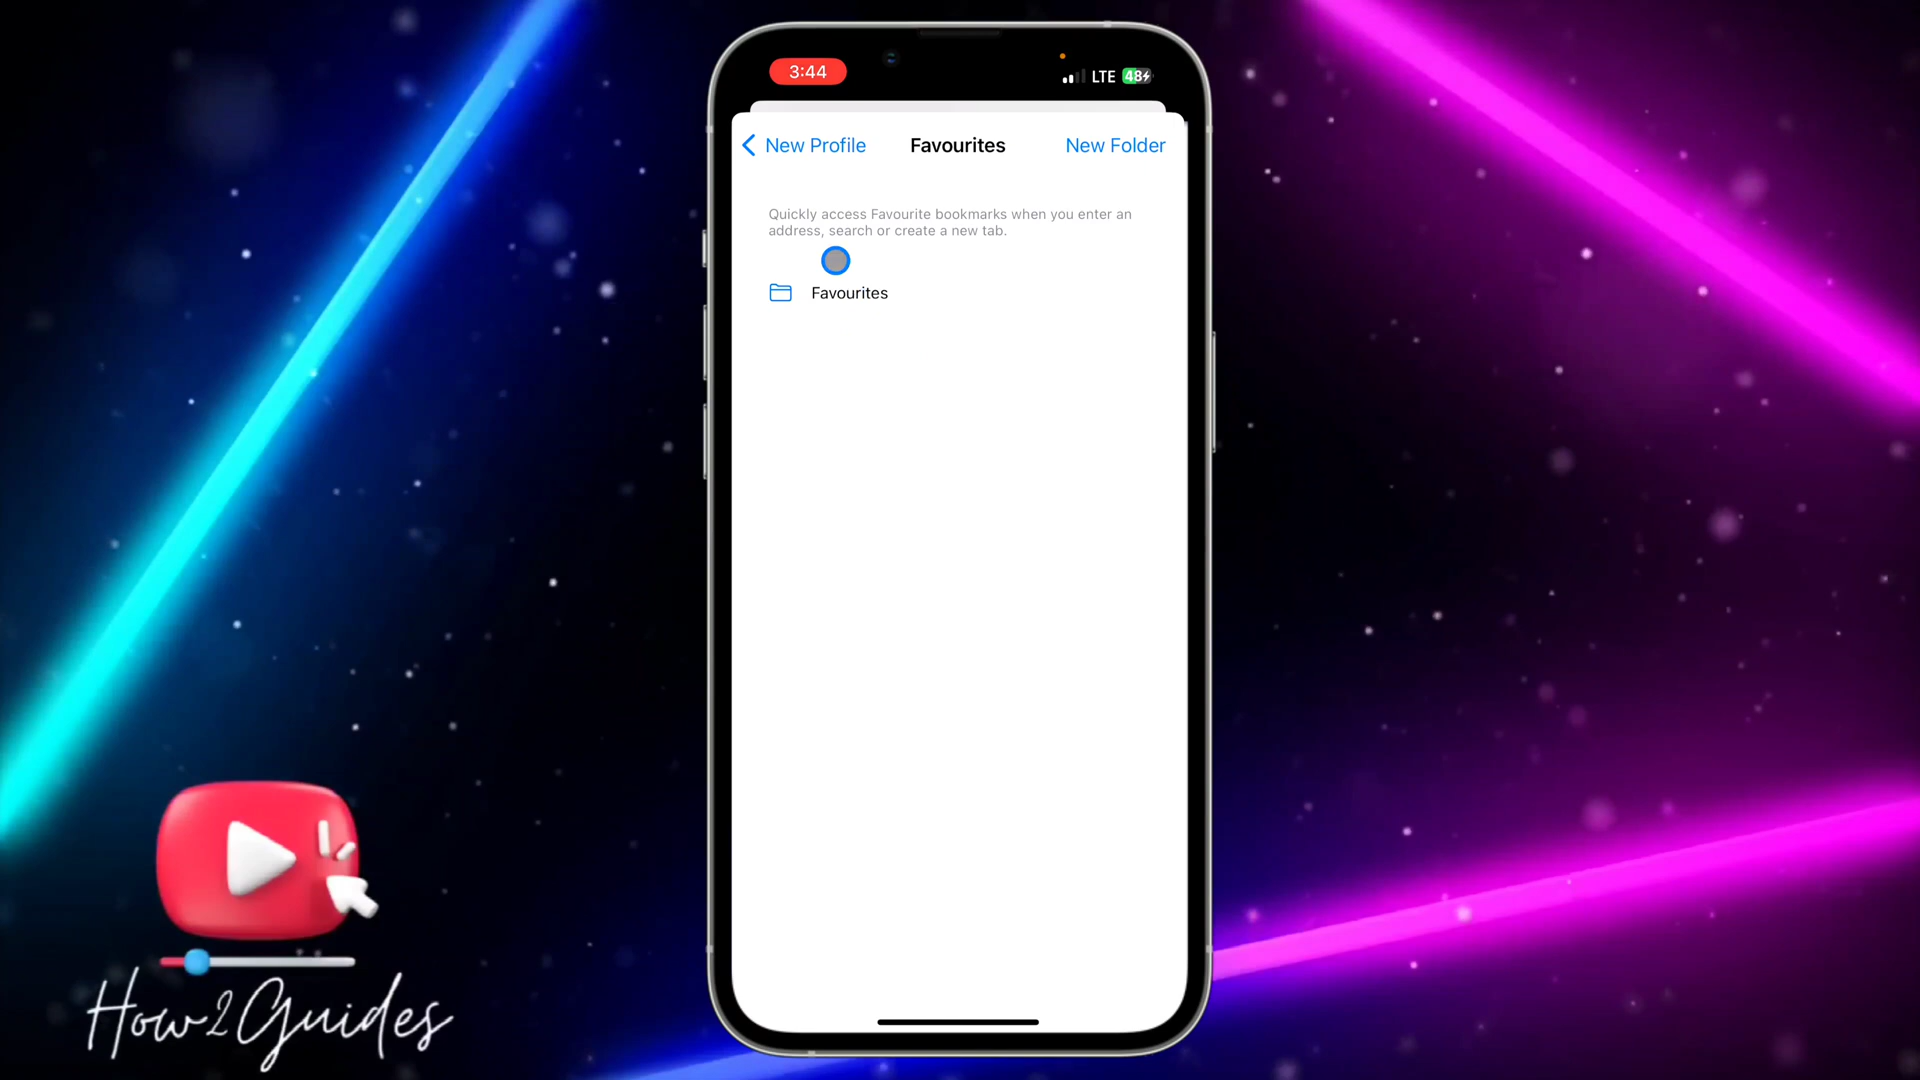 3:44
LTE 48
New Profile Favourites New Folder
Quickly access Favourite bookmarks when you enter an
address, search or create a new tab.
Favourites
How2Guides